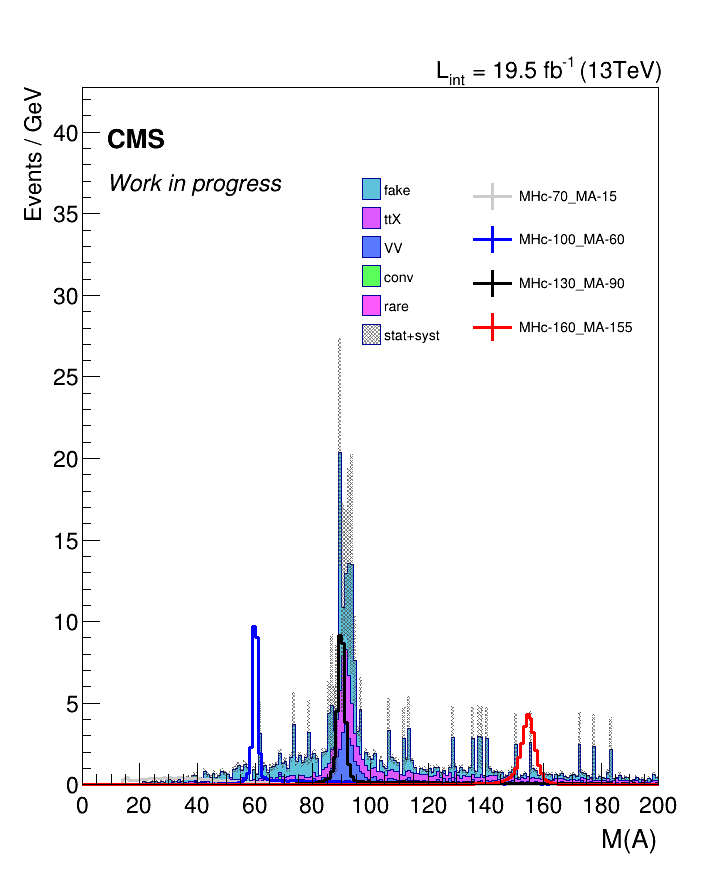 L_int = 19.5 fb^-1 (13TeV)
Events / GeV
CMS
Work in progress
fake
ttX
VV
conv
rare
stat+syst
MHc-70_MA-15
MHc-100_MA-60
MHc-130_MA-90
MHc-160_MA-155
40
35
30
25
20
15
10
5
0
0 20 40 60 80 100 120 140 160 180 200
M(A)